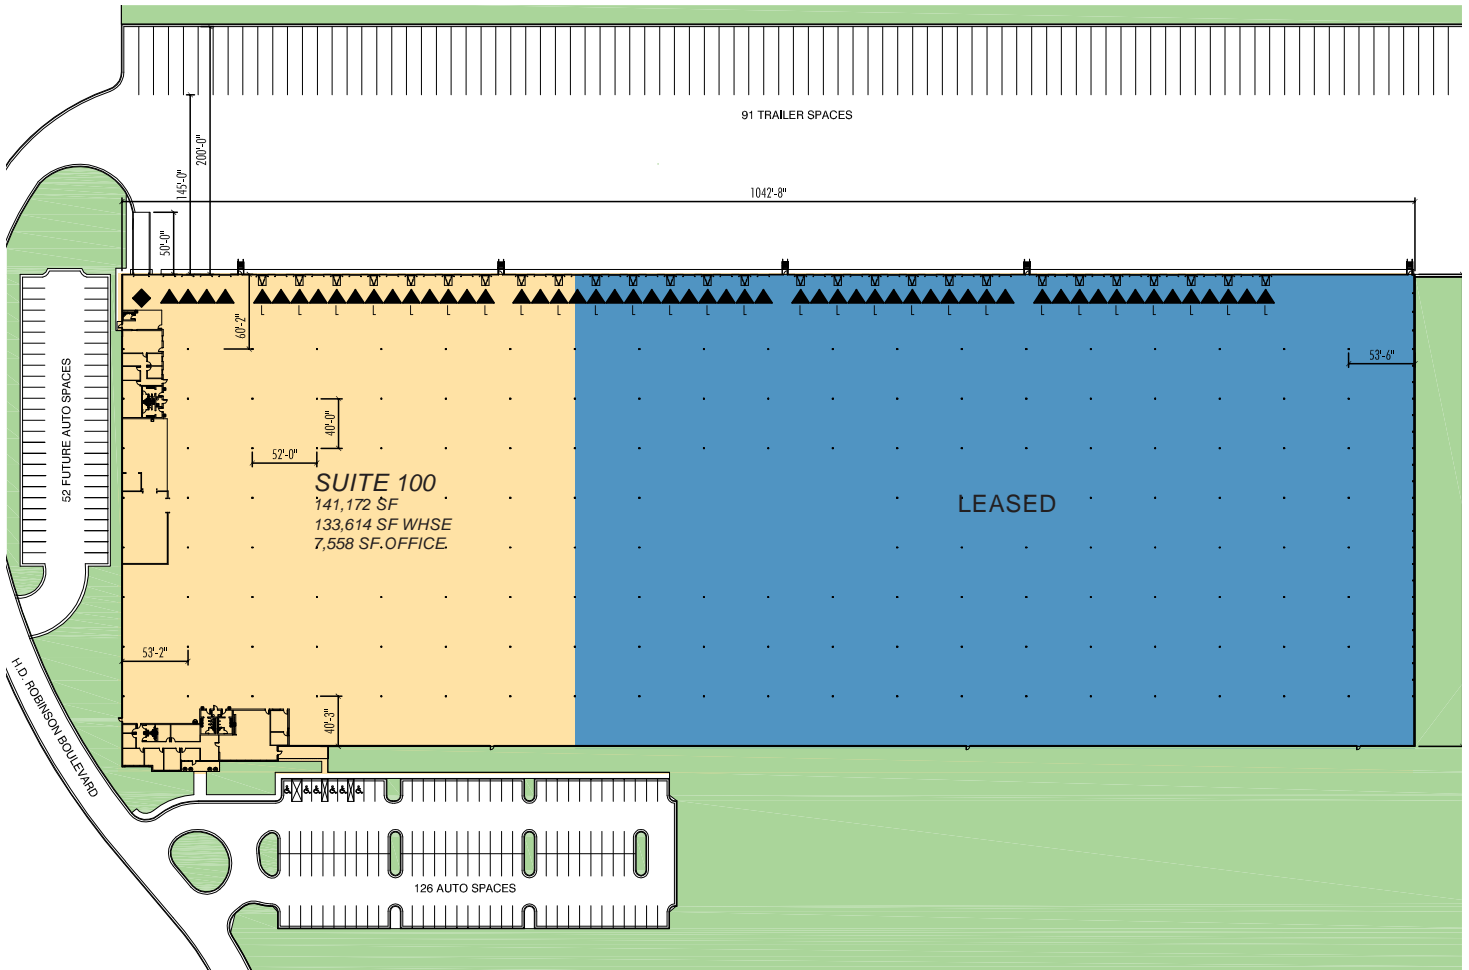 91 TRAILER SPACES
200'-0"
145'-0"
1042'-8"
50'-0"
60'-2"
L L L L L L L L L L L L L L L L L L L L L L L L L L
53'-6"
40'-0"
52'-0"
52 FUTURE AUTO SPACES
SUITE 100
141,172 SF
133,614 SF WHSE
7,558 SF OFFICE
LEASED
53'-2"
40'-3"
H.D. ROBINSON BOULEVARD
126 AUTO SPACES